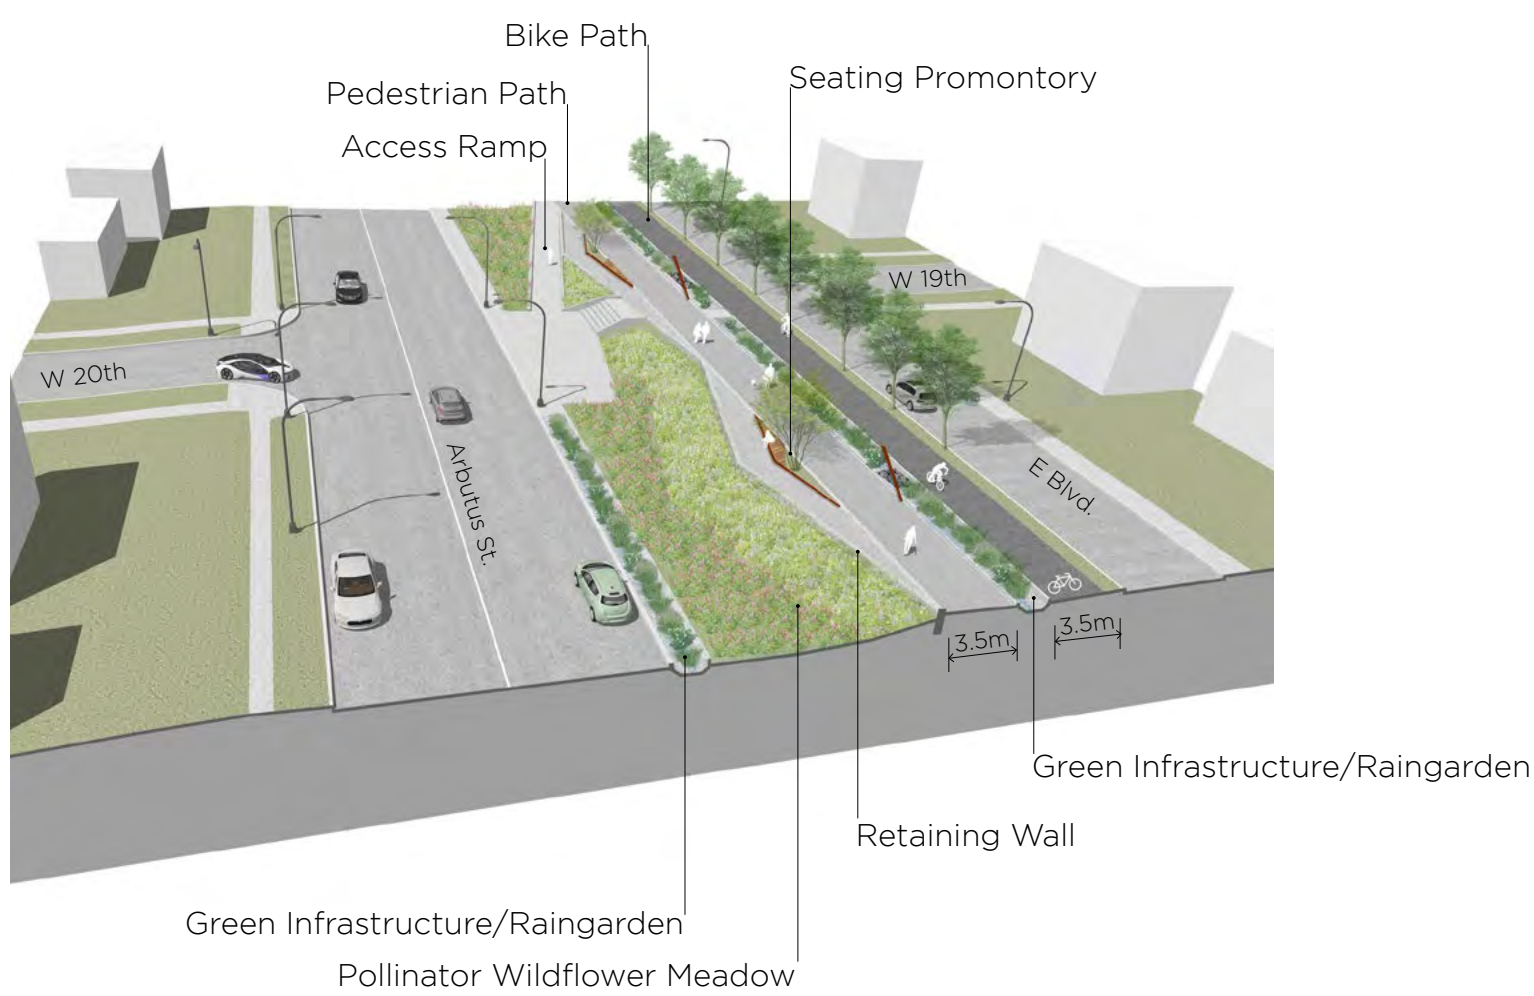 Bike Path
Seating Promontory
Pedestrian Path
Access Ramp
W 19th
W 20th
Arbutus St.
E Blvd.
3.5m
3.5m
Green Infrastructure/Raingarden
Retaining Wall
Green Infrastructure/Raingarden
Pollinator Wildflower Meadow